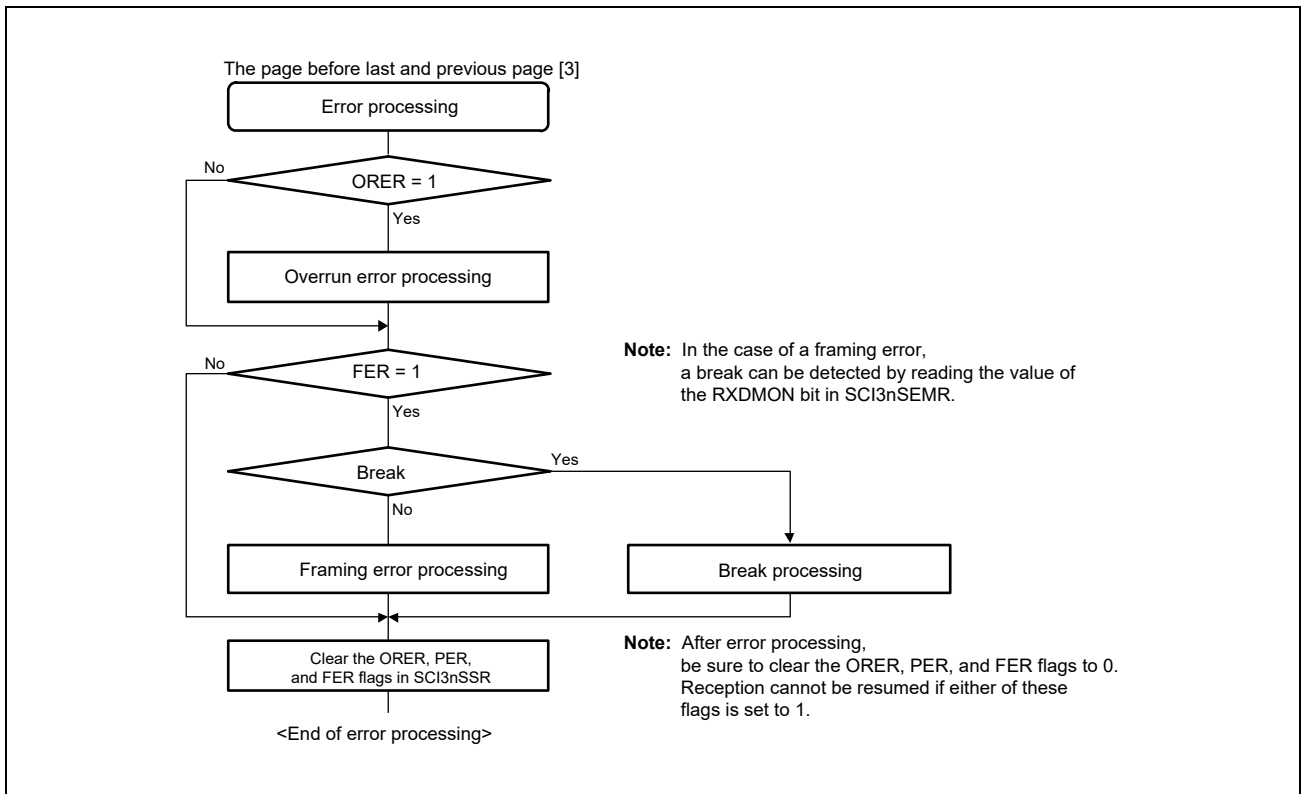 The page before last and previous page [3]
Error processing
No
ORER = 1
Yes
Overrun error processing
No
FER = 1
Yes
Note: In the case of a framing error,
a break can be detected by reading the value of
the RXDMON bit in SCI3nSEMR.
Break
Yes
No
Framing error processing
Break processing
Clear the ORER, PER,
and FER flags in SCI3nSSR
Note: After error processing,
be sure to clear the ORER, PER, and FER flags to 0.
Reception cannot be resumed if either of these
flags is set to 1.
<End of error processing>